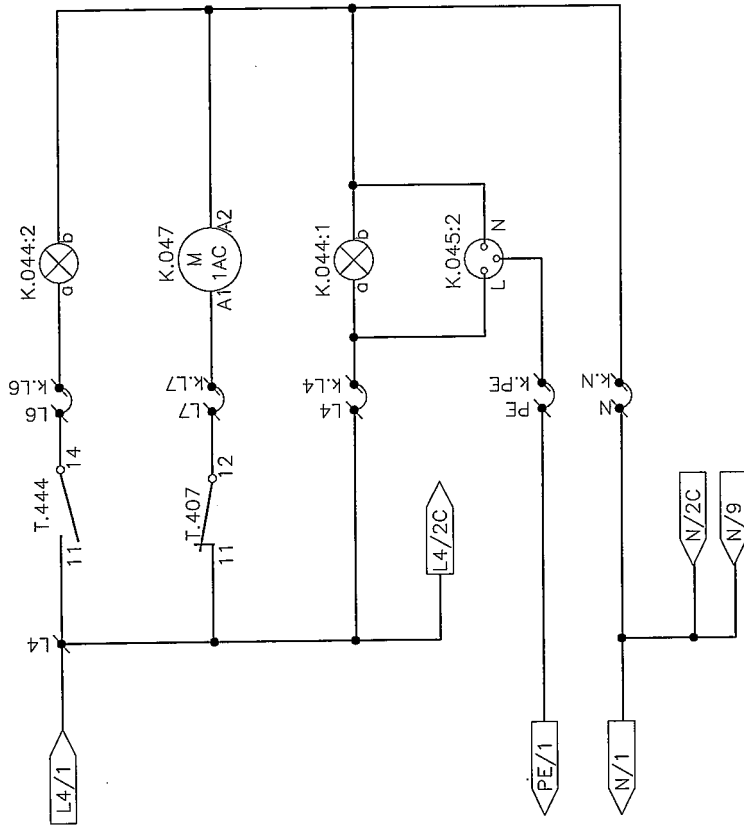 L4/1
L4
T.444
11
14
L6
k.L6
K.044:2
a
b
T.407
11
12
L7
k.L7
K.047
M
1AC
A1
A2
L4
k.L4
K.044:1
a
b
L4/2C
K.045:2
L
N
PE/1
PE
k.PE
N/1
N
k.N
N/2C
N/9